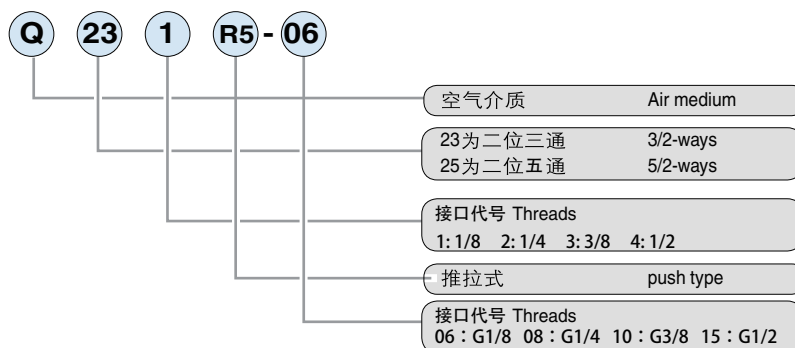 Q 23 1 R5 - 06
空气介质 Air medium
23为二位三通 3/2-ways
25为二位五通 5/2-ways
接口代号 Threads
1: 1/8 2: 1/4 3: 3/8 4: 1/2
推拉式 push type
接口代号 Threads
06：G1/8 08：G1/4 10：G3/8 15：G1/2